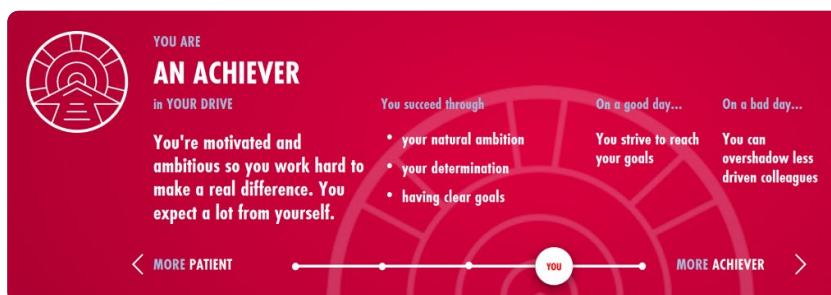 YOU ARE
AN ACHIEVER
in YOUR DRIVE
You're motivated and
ambitious so you work hard to
make a real difference. You
expect a lot from yourself.
You succeed through
• your natural ambition
• your determination
• having clear goals
On a good day...
You strive to reach
your goals
On a bad day...
You can
overshadow less
driven colleagues
MORE PATIENT
YOU
MORE ACHIEVER